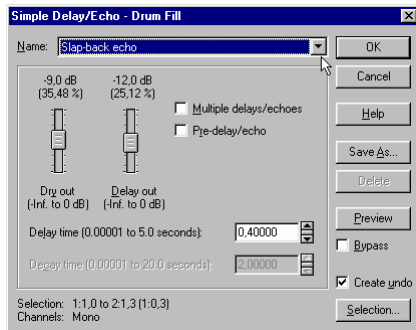 Simple Delay/Echo - Drum Fill
Name: Slap-back echo
OK
-9,0 dB -12,0 dB
(35,48 %) (25,12 %)
Cancel
Multiple delays/echoes
Pre-delay/echo
Help
Save As...
Delete
Dry out Delay out
(-Inf. to 0 dB) (-Inf. to 0 dB)
Preview
Delay time (0.00001 to 5.0 seconds): 0,40000
Bypass
Decay time (0.00001 to 20.0 seconds): 2,00000
Create undo
Selection: 1:1,0 to 2:1,3 (1:0,3)
Channels: Mono
Selection...